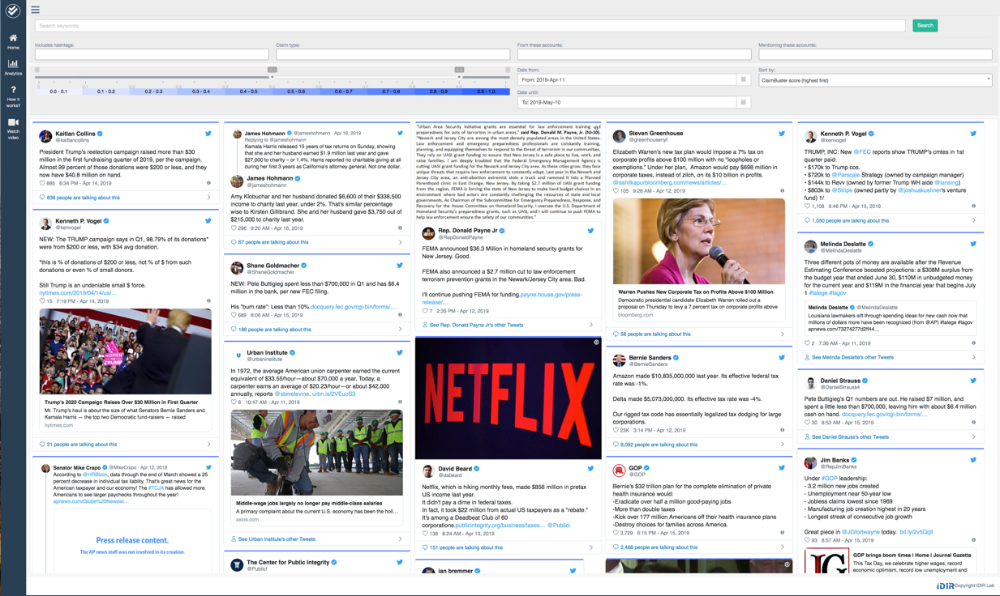 Search keywords
Search
Includes hashtags:
Claim type:
From these accounts:
Mentioning these accounts:
Home
Analytics
How it
works?
Watch
video
0.0 - 0.1
0.1 - 0.2
0.2 - 0.3
0.3 - 0.4
0.4 - 0.5
0.5 - 0.6
0.6 - 0.7
0.7 - 0.8
0.8 - 0.9
0.9 - 1.0
Date from:
From: 2019-Apr-11
Date until:
To: 2019-May-10
Sort by:
ClaimBuster score (highest first)
Kaitlan Collins
@kaitlancollins
President Trump's reelection campaign raised more than $30
million in the first fundraising quarter of 2019, per the campaign.
Almost 99 percent of those donations were $200 or less, and they
now have $40.8 million on hand.
885 6:34 PM - Apr 14, 2019
836 people are talking about this
Kenneth P. Vogel
@kenvogel
NEW: The TRUMP campaign says in Q1, 98.79% of its donations*
were from $200 or less, with $34 avg donation.
*this is % of donations of $200 or less, not % of $ from such
donations or even % of small donors.
Still Trump is an undeniable small $ force.
nytimes.com/2019/04/14/us/…
15 7:19 PM - Apr 14, 2019
WOMEN
for
TRUMP
Trump's 2020 Campaign Raises Over $30 Million in First Quarter
Mr. Trump's haul is about the size of what Senators Bernie Sanders and
Kamala Harris — the top two Democratic fund-raisers — raised
nytimes.com
21 people are talking about this
Senator Mike Crapo @MikeCrapo · Apr 12, 2019
According to @HRBlock, data through the end of March showed a 25
percent decrease in individual tax liability. That's great news for the
American taxpayer and our economy! The #TCJA has allowed more
Americans to see larger paychecks throughout the year!
apnews.com/Globe%20Newswi…
Press release content.
The AP news staff was not involved in its creation.
James Hohmann @jameshohmann · Apr 16, 2019
Replying to @jameshohmann
Kamala Harris released 15 years of tax returns on Sunday, showing
that she and her husband earned $1.9 million last year and gave
$27,000 to charity – or 1.4%. Harris reported no charitable giving at all
during her first 3 years as California's attorney general. Not one dollar.
James Hohmann
@jameshohmann
Amy Klobuchar and her husband donated $6,600 of their $338,500
income to charity last year, under 2%. That's similar percentage
wise to Kirsten Gillibrand. She and her husband gave $3,750 out of
$215,000 to charity last year.
296 9:20 AM - Apr 16, 2019
67 people are talking about this
Shane Goldmacher
@ShaneGoldmacher
NEW: Pete Buttigieg spent less than $700,000 in Q1 and has $6.4
million in the bank, per new FEC filing.
His "burn rate": Less than 10%.docquery.fec.gov/cgi-bin/forms/…
689 8:06 AM - Apr 15, 2019
186 people are talking about this
Urban Institute
@urbaninstitute
In 1972, the average American union carpenter earned the current
equivalent of $33.55/hour—about $70,000 a year. Today, a
carpenter earns an average of $20.23/hour—or about $42,000
annually, reports @stevelevine. urbn.is/2VEuoS3
8 10:47 AM - Apr 11, 2019
Middle-wage jobs largely no longer pay middle-class salaries
A primary complaint about the current U.S. economy has been the holl…
axios.com
See Urban Institute's other Tweets
The Center for Public Integrity
@PublicI
"Urban Area Security Initiative grants are essential for law enforcement training and
preparedness for acts of terrorism in urban areas," said Rep. Donald M. Payne, Jr. (NJ-10).
"Newark and Jersey City are among the most densely populated areas in the United States.
Law enforcement and emergency preparedness professionals are constantly training,
planning, and equipping themselves to respond to the threat of terrorism in our communities.
They rely on UASI grant funding to ensure that New Jersey is a safe place to live, work, and
raise families. I am deeply troubled that the Federal Emergency Management Agency is
cutting UASI grant funding for the Newark and Jersey City area. As these cities grow, they face
unique threats that require law enforcement to constantly adapt. Last year in the Newark and
Jersey City area, an anti-abortion extremist stole a truck and rammed it into a Planned
Parenthood clinic in East Orange, New Jersey. By taking $2.7 million of UASI grant funding
from the region, FEMA is forcing the state of New Jersey to make hard budget choices in an
environment where bad actors are constantly challenging the resources of state and local
governments. As Chairman of the Subcommittee for Emergency Preparedness, Response, and
Recovery for the House Committee on Homeland Security, I oversee the U.S. Department of
Homeland Security's preparedness grants, such as UASI, and I will continue to push FEMA to
help law enforcement ensure the safety of our communities."
Rep. Donald Payne Jr
@RepDonaldPayne
FEMA announced $36.3 Million in homeland security grants for
New Jersey. Good.
FEMA also announced a $2.7 million cut to law enforcement
terrorism prevention grants in the Newark/Jersey City area. Bad.
I'll continue pushing FEMA for funding.payne.house.gov/press-
release/…
7 2:35 PM - Apr 12, 2019
See Rep. Donald Payne Jr's other Tweets
NETFLIX
David Beard
@dabeard
Netflix, which is hiking monthly fees, made $856 million in pretax
US income last year.
It didn't pay a dime in federal taxes.
In fact, it took $22 million from actual US taxpayers as a "rebate."
It's among a Deadbeat Club of 60
corporations.publicintegrity.org/business/taxes… @Publici
138 8:24 AM - Apr 13, 2019
151 people are talking about this
ian bremmer
Steven Greenhouse
@greenhousenyt
Elizabeth Warren's new tax plan would impose a 7% tax on
corporate profits above $100 million with no "loopholes or
exemptions." Under her plan, Amazon would pay $698 million in
corporate taxes, instead of zilch, on its $10 billion in profits.
@sahilkapurbloomberg.com/news/articles/…
105 9:28 AM - Apr 12, 2019
Warren Pushes New Corporate Tax on Profits Above $100 Million
Democratic presidential candidate Elizabeth Warren rolled out a
proposal on Thursday to levy a 7 percent tax on corporate profits above
bloomberg.com
58 people are talking about this
Bernie Sanders
@BernieSanders
Amazon made $10,835,000,000 last year. Its effective federal tax
rate was -1%.
Delta made $5,073,000,000. Its effective tax rate was -4%.
Our rigged tax code has essentially legalized tax dodging for large
corporations.
23K 3:14 PM - Apr 12, 2019
8,092 people are talking about this
GOP
@GOP
Bernie's $32 trillion plan for the complete elimination of private
health insurance would:
-Eradicate over half a million good-paying jobs
-More than double taxes
-Kick over 177 million Americans off their health insurance plans
-Destroy choices for families across America.
3,729 6:15 PM - Apr 15, 2019
2,468 people are talking about this
Kenneth P. Vogel
@kenvogel
TRUMP, INC: New @FEC reports show TRUMP's cmtes in 1st
quarter paid:
• $170k to Trump cos.
• $720k to @Parscale Strategy (owned by campaign manager)
• $144k to Revv (owned by former Trump WH aide @lansing)
• $803k to @Stripe (owned partly by @joshuakushner's venture
fund) 1/
1,108 9:46 PM - Apr 15, 2019
1,050 people are talking about this
Melinda Deslatte
@MelindaDeslatte
Three different pots of money are available after the Revenue
Estimating Conference boosted projections: a $308M surplus from
the budget year that ended June 30, $110M in unbudgeted money
for the current year and $119M in the financial year that begins July
1 #lalege #lagov
Melinda Deslatte @MelindaDeslatte
Louisiana lawmakers sift through spending ideas for new cash now that
millions of dollars more have been recognized (from @AP) #lalege #lagov
apnews.com/73274277d2ff44…
2 7:36 AM - Apr 11, 2019
See Melinda Deslatte's other Tweets
Daniel Strauss
@DanielStrauss4
Pete Buttigieg's Q1 numbers are out. He raised $7 million, and
spent a little less than $700,000, leaving him with about $6.4 million
cash on hand. docquery.fec.gov/cgi-bin/forms/…
30 8:53 AM - Apr 15, 2019
See Daniel Strauss's other Tweets
Jim Banks
@RepJimBanks
Under #GOP leadership:
- 3.2 million new jobs created
- Unemployment near 50-year low
- Jobless claims lowest since 1969
- Manufacturing job creation highest in 20 years
- Longest streak of consecutive job growth
Great piece in @JGfortwayne today. bit.ly/2v5Qqll
93 8:57 AM - Apr 15, 2019
GOP brings boom times | Home | Journal Gazette
This Tax Day, we celebrate higher wages, record
economic optimism, record low unemployment and
IDIR Copyright IDIR Lab